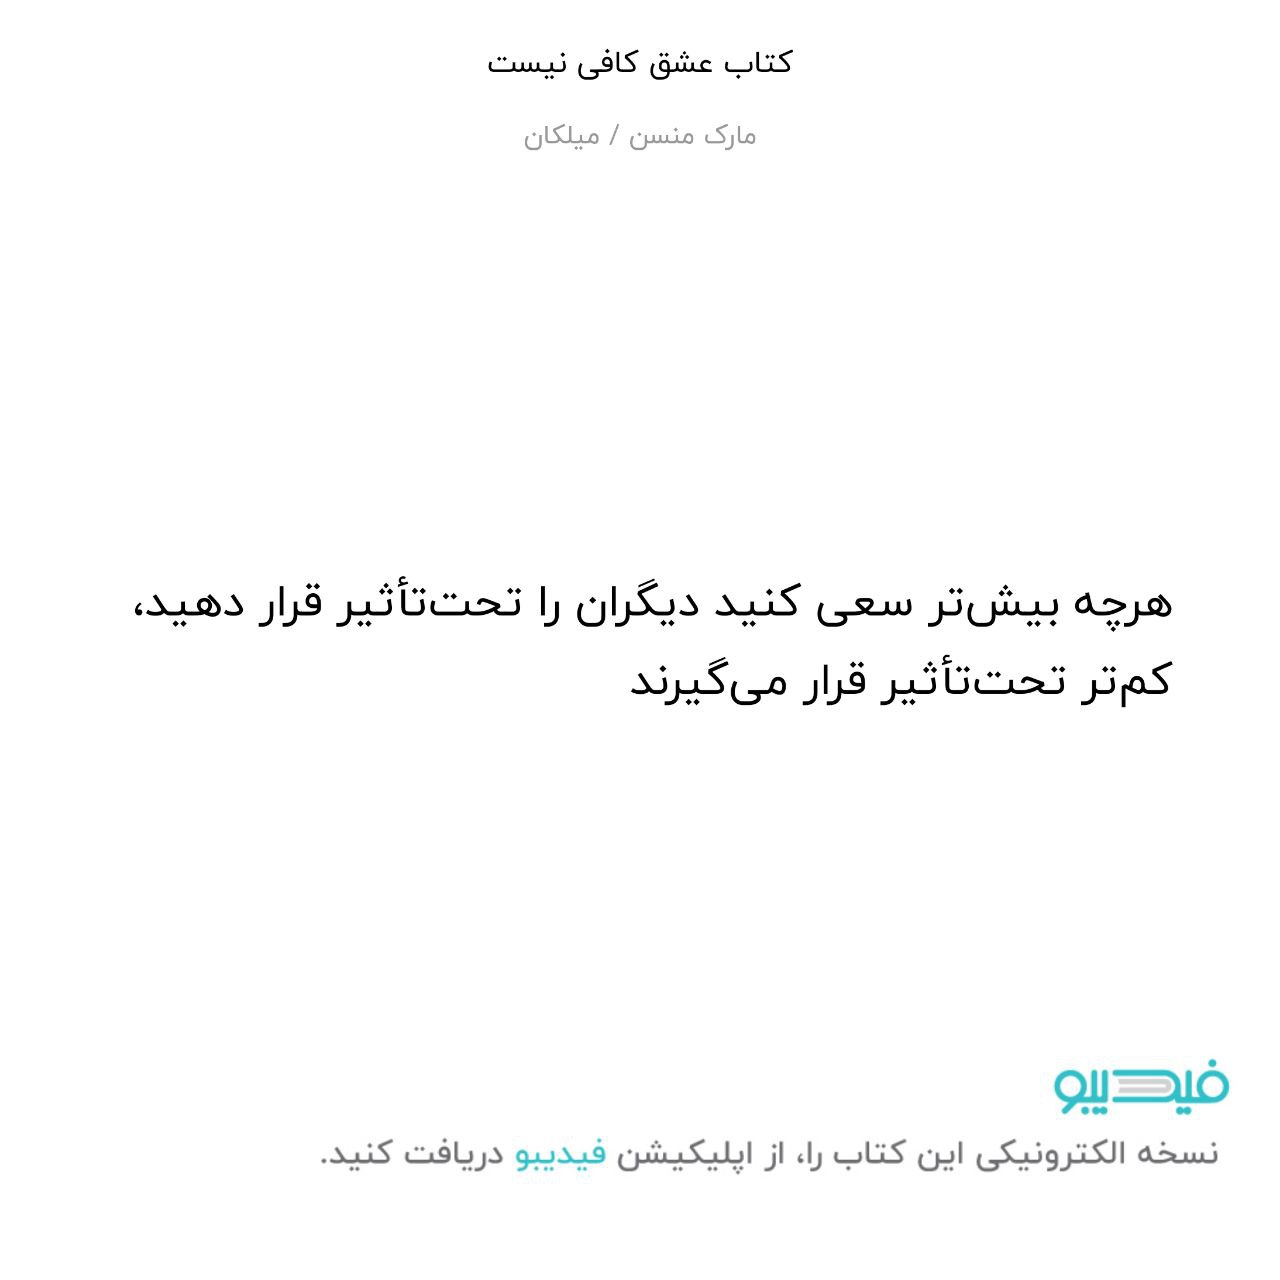 کتاب عشق کافی نیست
مارک منسن / میلکان
هرچه بیش‌تر سعی کنید دیگران را تحت‌تأثیر قرار دهید،
کم‌تر تحت‌تأثیر قرار می‌گیرند
فیدیبو
نسخه الکترونیکی این کتاب را، از اپلیکیشن فیدیبو دریافت کنید.